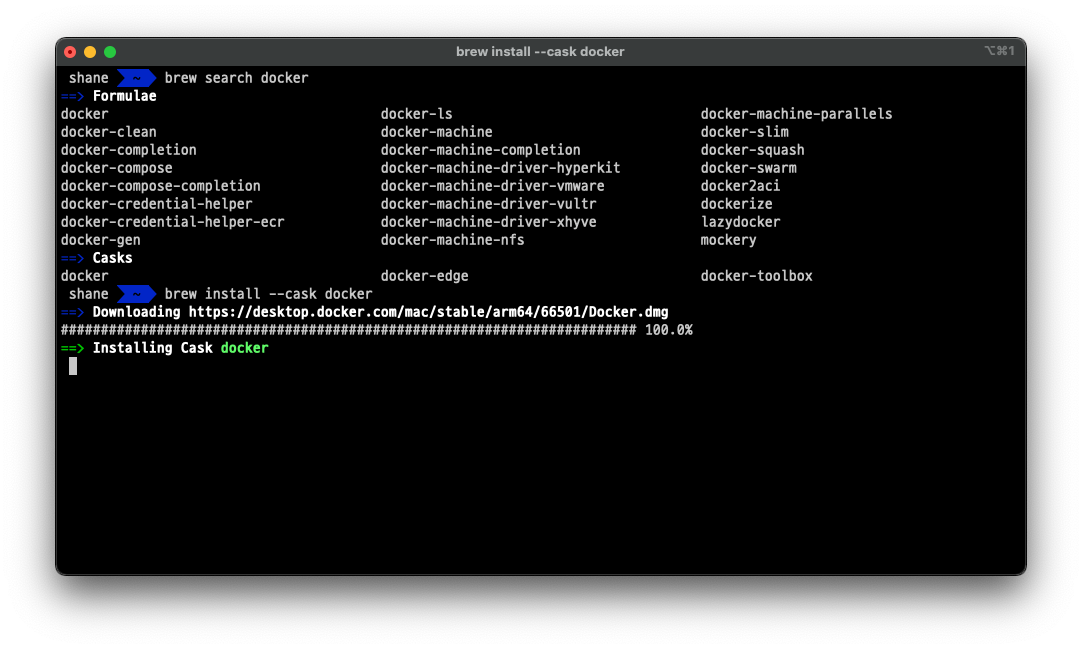 brew install --cask docker ⌥⌘1
shane ~ brew search docker
==> Formulae
docker docker-ls docker-machine-parallels
docker-clean docker-machine docker-slim
docker-completion docker-machine-completion docker-squash
docker-compose docker-machine-driver-hyperkit docker-swarm
docker-compose-completion docker-machine-driver-vmware docker2aci
docker-credential-helper docker-machine-driver-vultr dockerize
docker-credential-helper-ecr docker-machine-driver-xhyve lazydocker
docker-gen docker-machine-nfs mockery
==> Casks
docker docker-edge docker-toolbox
shane ~ brew install --cask docker
==> Downloading https://desktop.docker.com/mac/stable/arm64/66501/Docker.dmg
######################################################################## 100.0%
==> Installing Cask docker